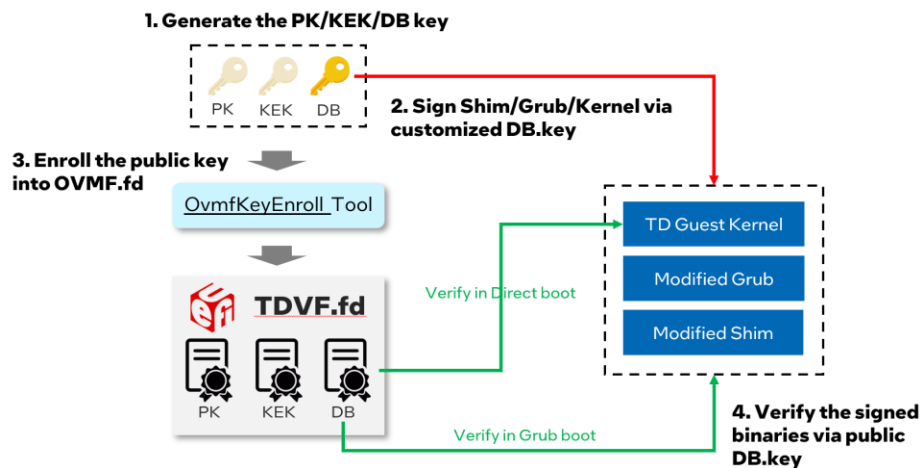 1. Generate the PK/KEK/DB key
PK KEK DB
2. Sign Shim/Grub/Kernel via
customized DB.key
3. Enroll the public key
into OVMF.fd
OvmfKeyEnroll Tool
TD Guest Kernel
Modified Grub
Modified Shim
Verify in Direct boot
UEFI
TDVF.fd
PK KEK DB
Verify in Grub boot
4. Verify the signed
binaries via public
DB.key